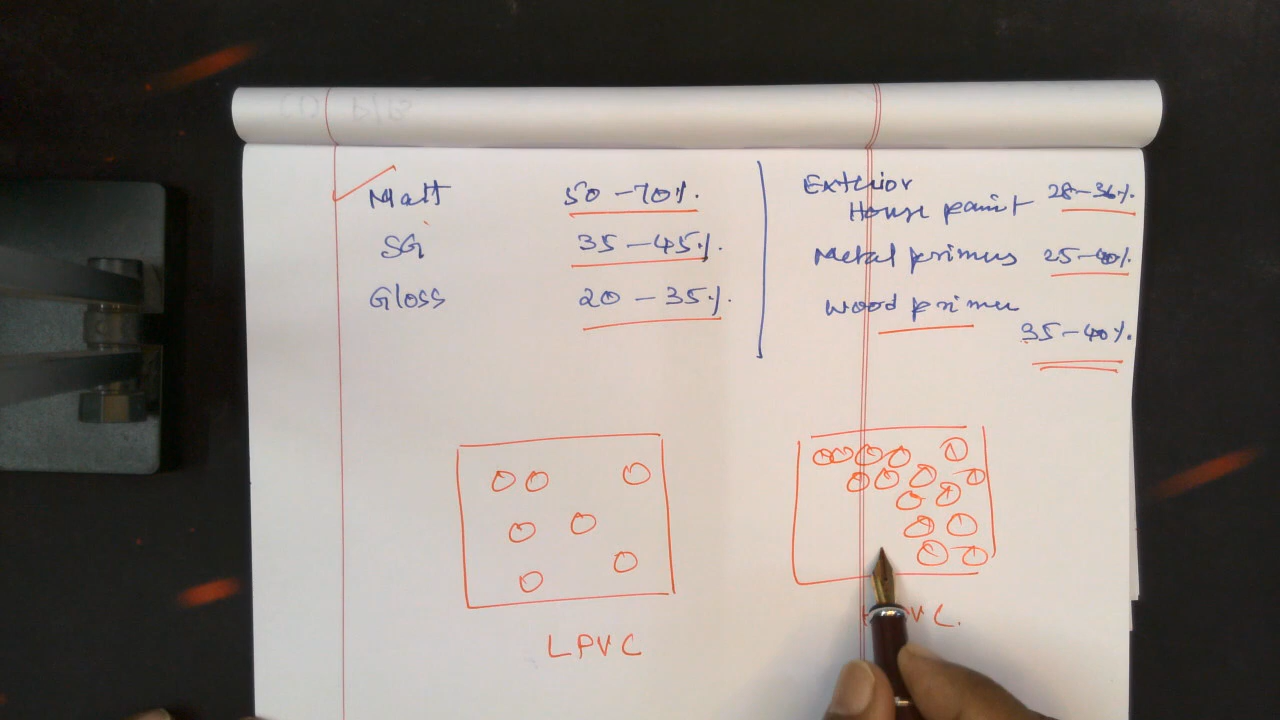 Matt 50-70%.
SG 35-45%.
Gloss 20-35%.
Exterior
House paint 28-36%.
Metal primers 25-40%.
Wood primer
35-40%.
LPVC
VC.